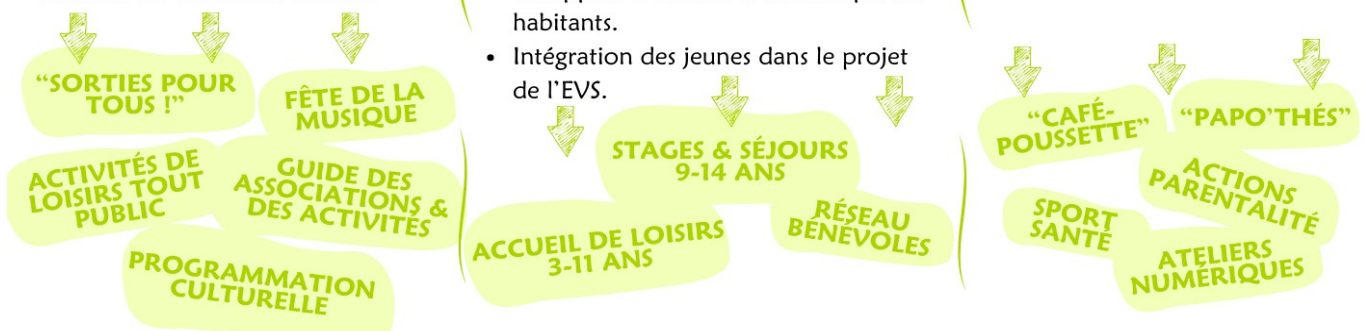 habitants.
• Intégration des jeunes dans le projet
de l'EVS.
“SORTIES POUR
TOUS !”
FÊTE DE LA
MUSIQUE
ACTIVITÉS DE
LOISIRS TOUT
PUBLIC
GUIDE DES
ASSOCIATIONS &
DES ACTIVITÉS
PROGRAMMATION
CULTURELLE
STAGES & SÉJOURS
9-14 ANS
ACCUEIL DE LOISIRS
3-11 ANS
RÉSEAU
BÉNÉVOLES
“CAFÉ-
POUSSETTE”
“PAPO'THÉS”
ACTIONS
PARENTALITÉ
SPORT
SANTÉ
ATELIERS
NUMÉRIQUES